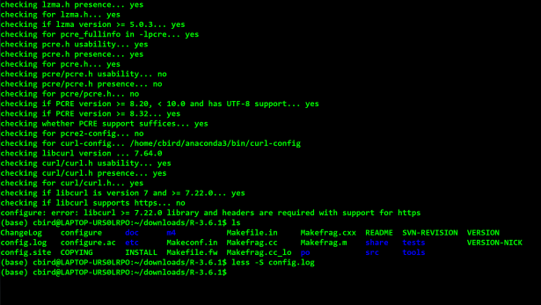 checking lzma.h presence... yes
checking for lzma.h... yes
checking if lzma version >= 5.0.3... yes
checking for pcre_fullinfo in -lpcre... yes
checking pcre.h usability... yes
checking pcre.h presence... yes
checking for pcre.h... yes
checking pcre/pcre.h usability... no
checking pcre/pcre.h presence... no
checking for pcre/pcre.h... no
checking if PCRE version >= 8.20, < 10.0 and has UTF-8 support... yes
checking if PCRE version >= 8.32... yes
checking whether PCRE support suffices... yes
checking for pcre2-config... no
checking for curl-config... /home/cbird/anaconda3/bin/curl-config
checking libcurl version ... 7.64.0
checking curl/curl.h usability... yes
checking curl/curl.h presence... yes
checking for curl/curl.h... yes
checking if libcurl is version 7 and >= 7.22.0... yes
checking if libcurl supports https... no
configure: error: libcurl >= 7.22.0 library and headers are required with support for https
(base) cbird@LAPTOP-URS0LRPO:~/downloads/R-3.6.1$ ls
ChangeLog configure doc m4 Makefile.in Makefrag.cxx README SVN-REVISION VERSION
config.log configure.ac etc Makeconf.in Makefrag.cc Makefrag.m share tests VERSION-NICK
config.site COPYING INSTALL Makefile.fw Makefrag.cc_lo po src tools
(base) cbird@LAPTOP-URS0LRPO:~/downloads/R-3.6.1$ less -S config.log
(base) cbird@LAPTOP-URS0LRPO:~/downloads/R-3.6.1$